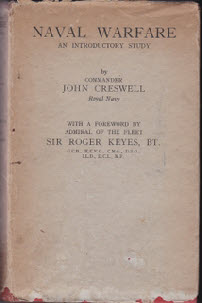 NAVAL WARFARE
AN INTRODUCTORY STUDY
by
COMMANDER
JOHN CRESWELL
Royal Navy
WITH A FOREWORD BY
ADMIRAL OF THE FLEET
SIR ROGER KEYES, BT.